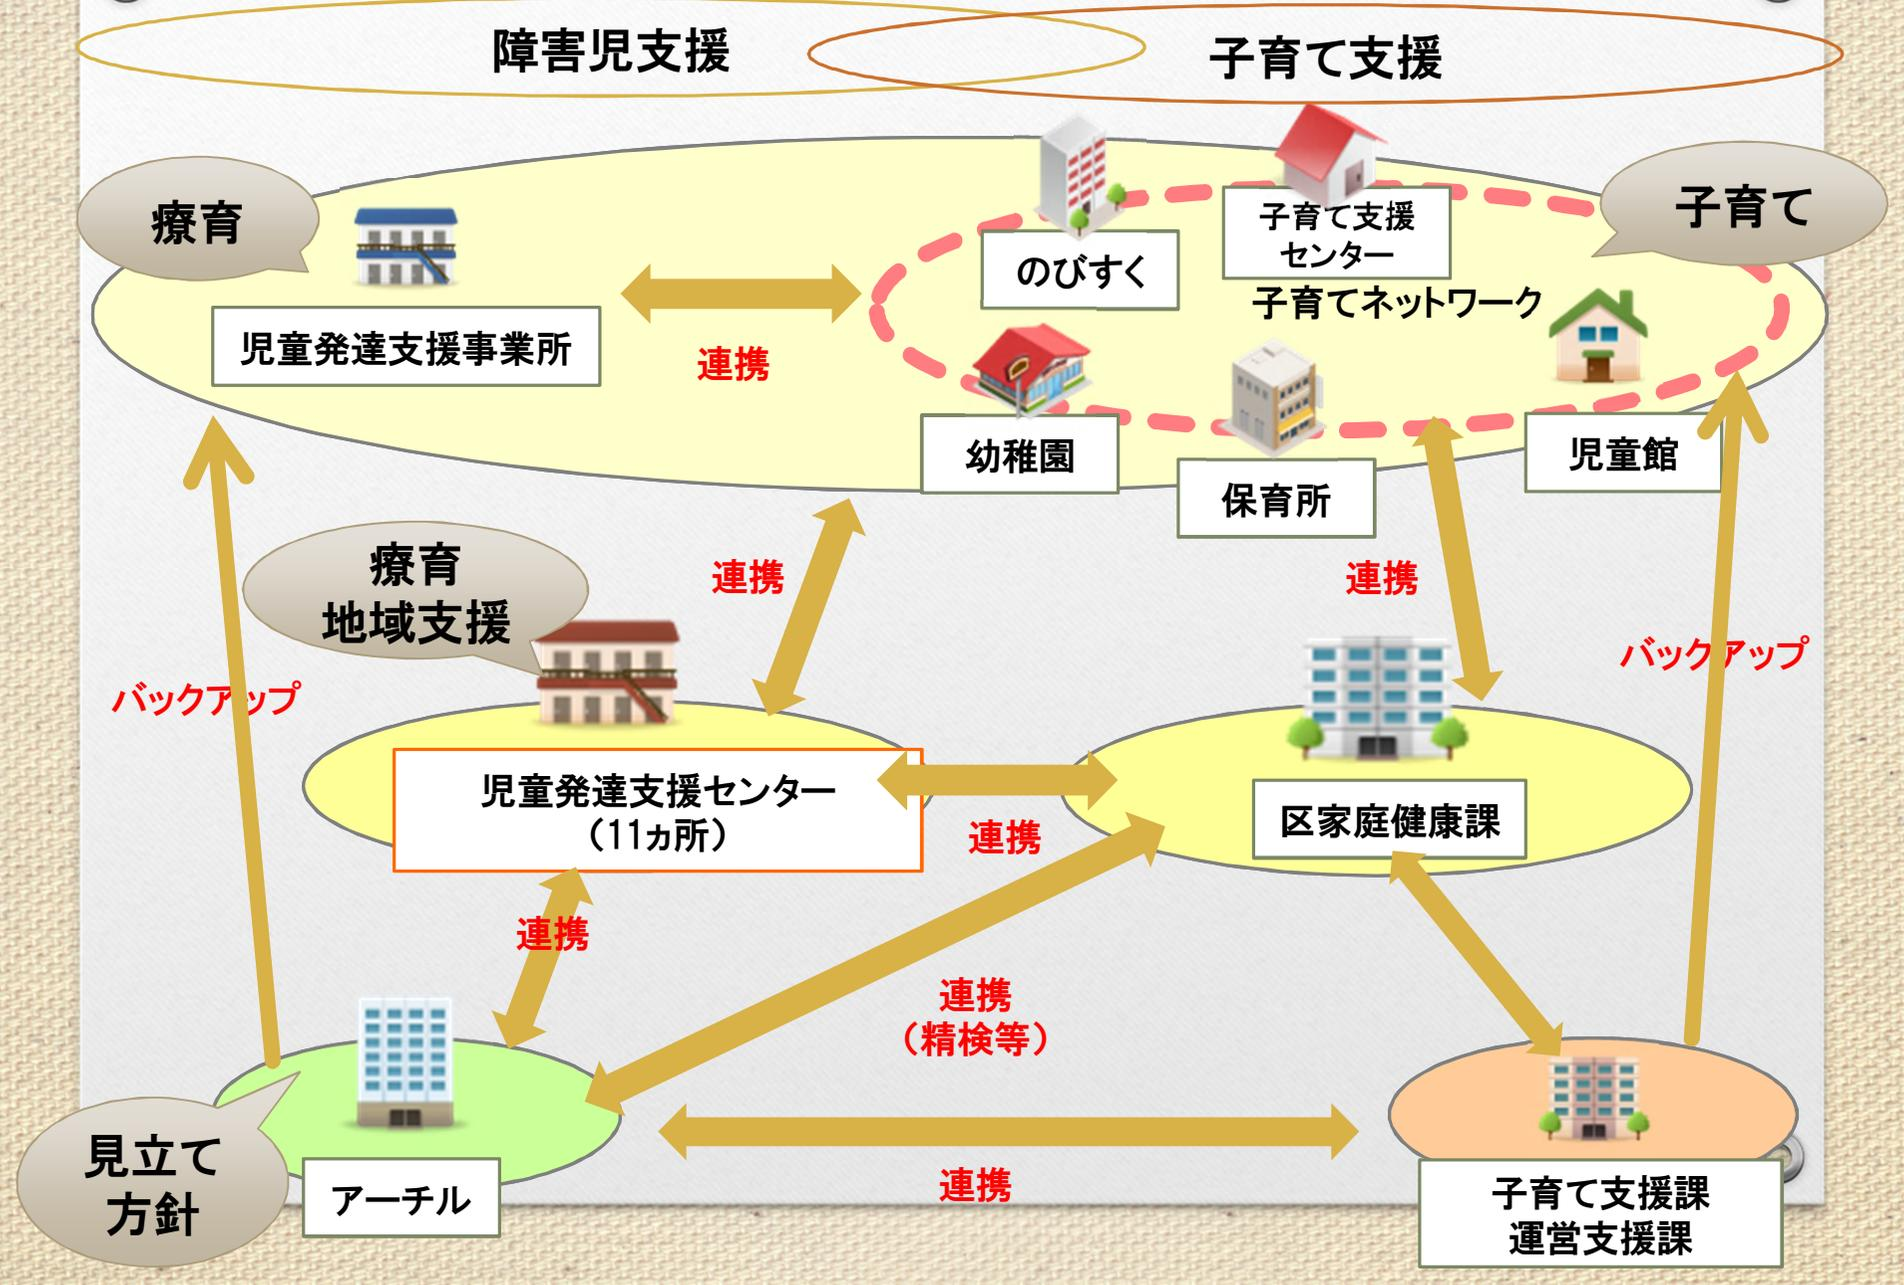 障害児支援
子育て支援
療育
子育て
子育て支援
センター
のびすく
子育てネットワーク
児童発達支援事業所
連携
幼稚園
保育所
児童館
療育
地域支援
連携
連携
バックアップ
バックアップ
児童発達支援センター
（11ヵ所）
区家庭健康課
連携
連携
連携
（精検等）
見立て
方針
アーチル
連携
子育て支援課
運営支援課